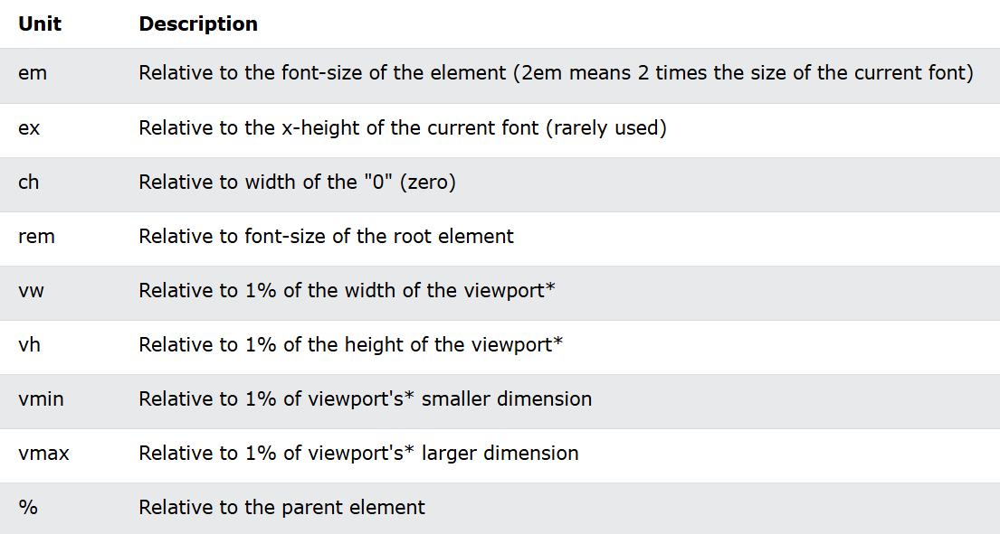 Unit Description
em Relative to the font-size of the element (2em means 2 times the size of the current font)
ex Relative to the x-height of the current font (rarely used)
ch Relative to width of the "0" (zero)
rem Relative to font-size of the root element
vw Relative to 1% of the width of the viewport*
vh Relative to 1% of the height of the viewport*
vmin Relative to 1% of viewport's* smaller dimension
vmax Relative to 1% of viewport's* larger dimension
% Relative to the parent element